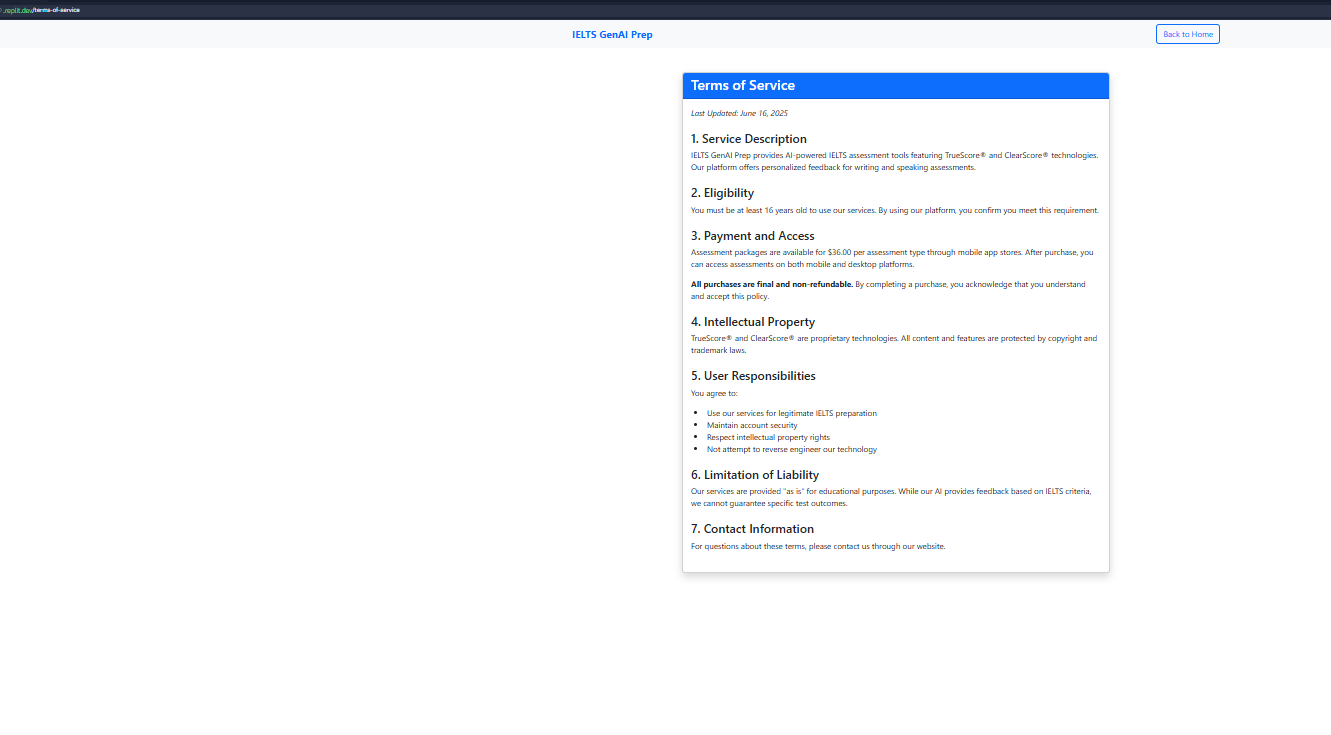 .replit.dev/terms-of-service
IELTS GenAI Prep
Back to Home
Terms of Service
Last Updated: June 16, 2025
1. Service Description
IELTS GenAI Prep provides AI-powered IELTS assessment tools featuring TrueScore® and ClearScore® technologies.
Our platform offers personalized feedback for writing and speaking assessments.
2. Eligibility
You must be at least 16 years old to use our services. By using our platform, you confirm you meet this requirement.
3. Payment and Access
Assessment packages are available for $36.00 per assessment type through mobile app stores. After purchase, you
can access assessments on both mobile and desktop platforms.
All purchases are final and non-refundable. By completing a purchase, you acknowledge that you understand
and accept this policy.
4. Intellectual Property
TrueScore® and ClearScore® are proprietary technologies. All content and features are protected by copyright and
trademark laws.
5. User Responsibilities
You agree to:
• Use our services for legitimate IELTS preparation
• Maintain account security
• Respect intellectual property rights
• Not attempt to reverse engineer our technology
6. Limitation of Liability
Our services are provided "as is" for educational purposes. While our AI provides feedback based on IELTS criteria,
we cannot guarantee specific test outcomes.
7. Contact Information
For questions about these terms, please contact us through our website.